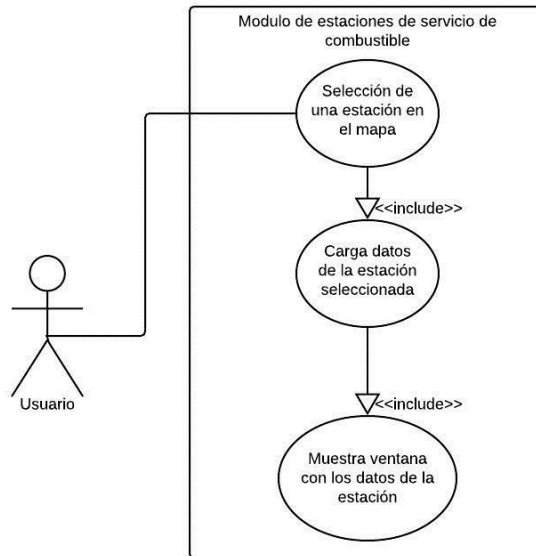 Modulo de estaciones de servicio de
combustible
Selección de
una estación en
el mapa
<<include>>
Carga datos
de la estación
seleccionada
Usuario
<<include>>
Muestra ventana
con los datos de la
estación